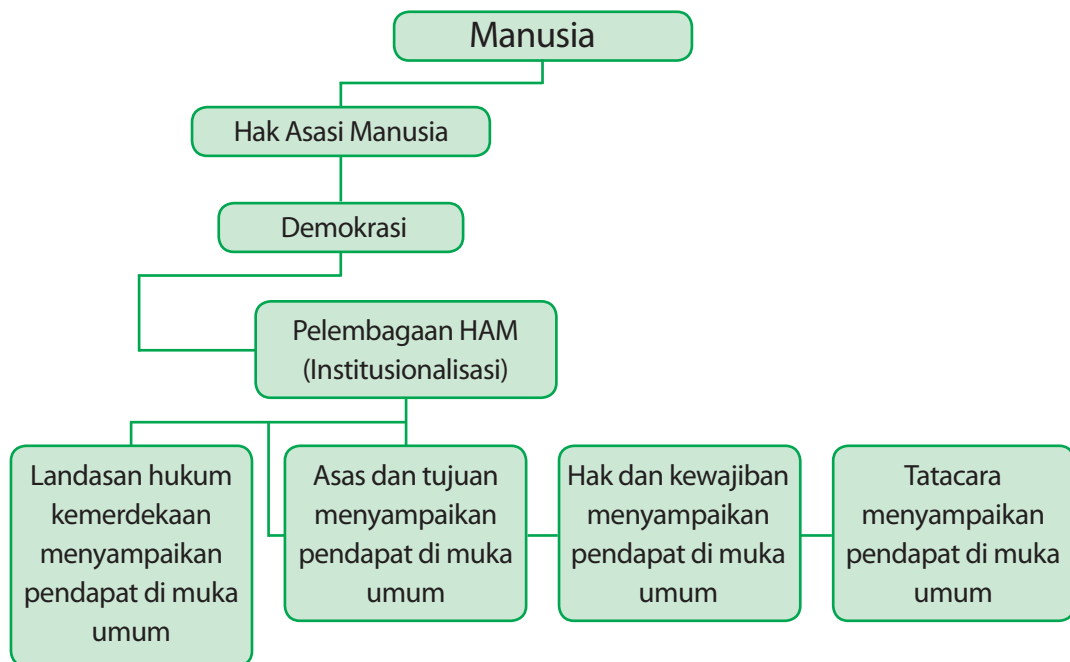 Manusia
Hak Asasi Manusia
Demokrasi
Pelembagaan HAM
(Institusionalisasi)
Landasan hukum
kemerdekaan
menyampaikan
pendapat di muka
umum
Asas dan tujuan
menyampaikan
pendapat di muka
umum
Hak dan kewajiban
menyampaikan
pendapat di muka
umum
Tatacara
menyampaikan
pendapat di muka
umum